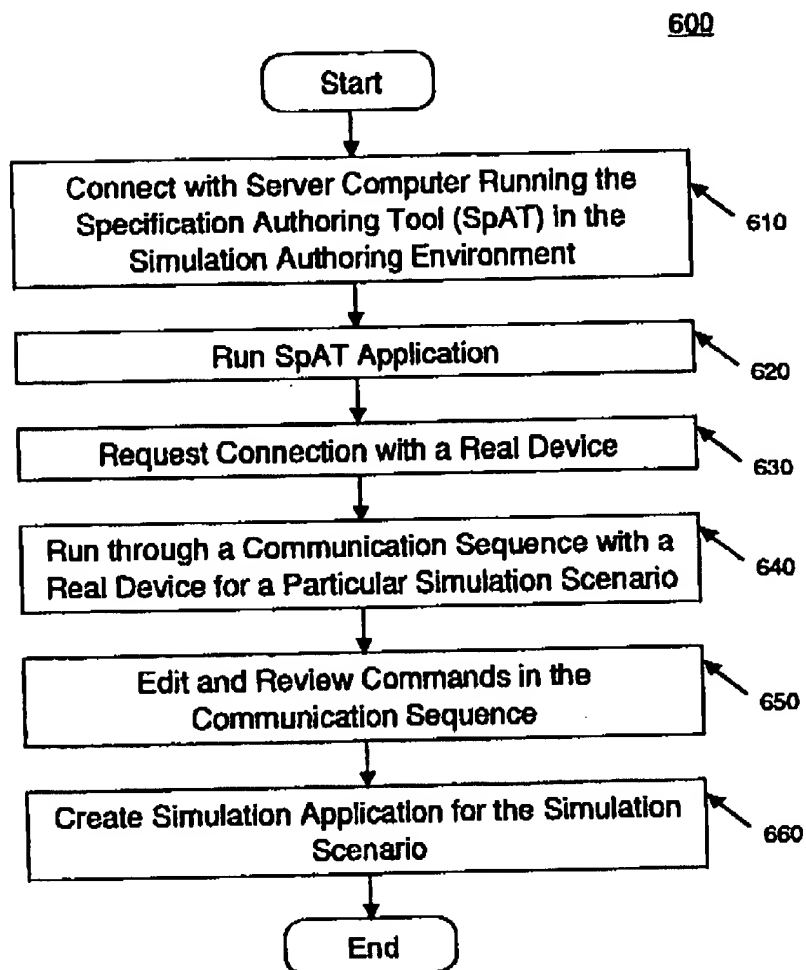 600
Start
Connect with Server Computer Running the
Specification Authoring Tool (SpAT) in the
Simulation Authoring Environment
610
Run SpAT Application
620
Request Connection with a Real Device
630
Run through a Communication Sequence with a
Real Device for a Particular Simulation Scenario
640
Edit and Review Commands in the
Communication Sequence
650
Create Simulation Application for the Simulation
Scenario
660
End